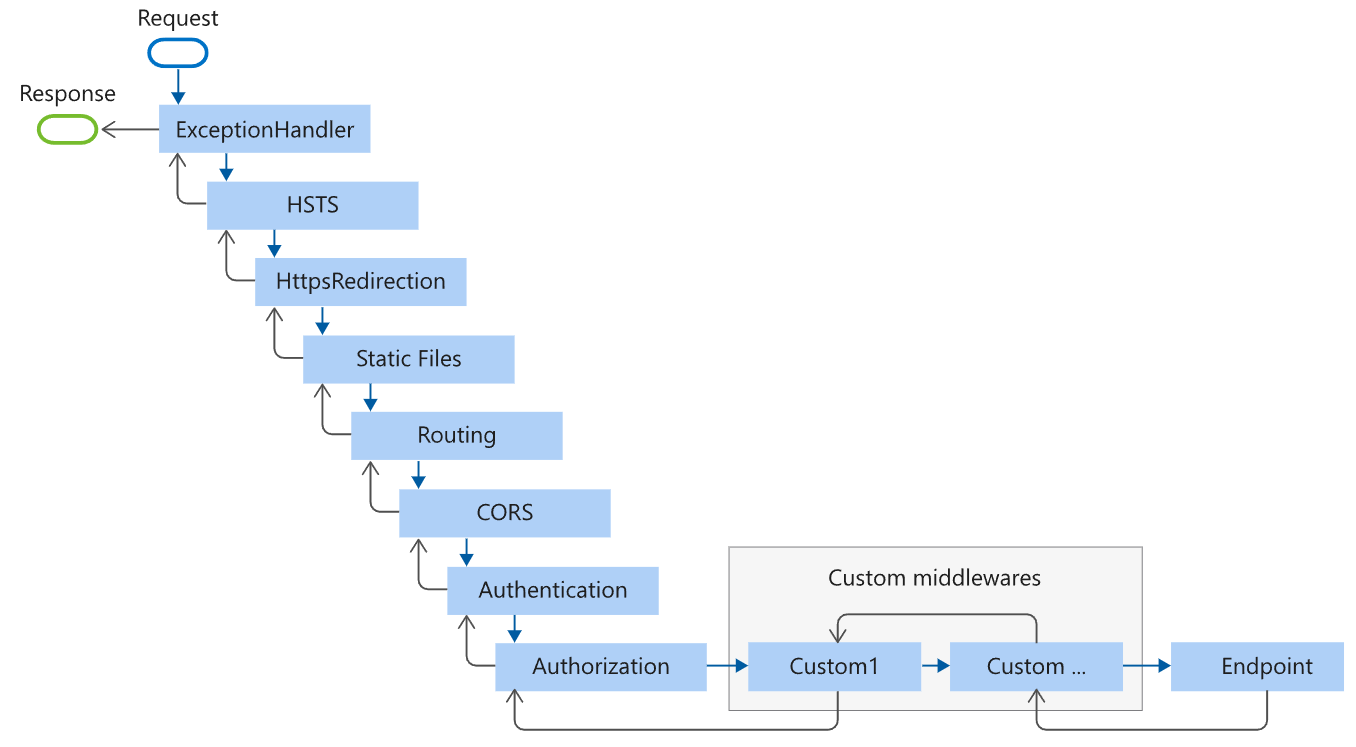 Request
Response
ExceptionHandler
HSTS
HttpsRedirection
Static Files
Routing
CORS
Authentication
Custom middlewares
Authorization
Custom1
Custom ...
Endpoint